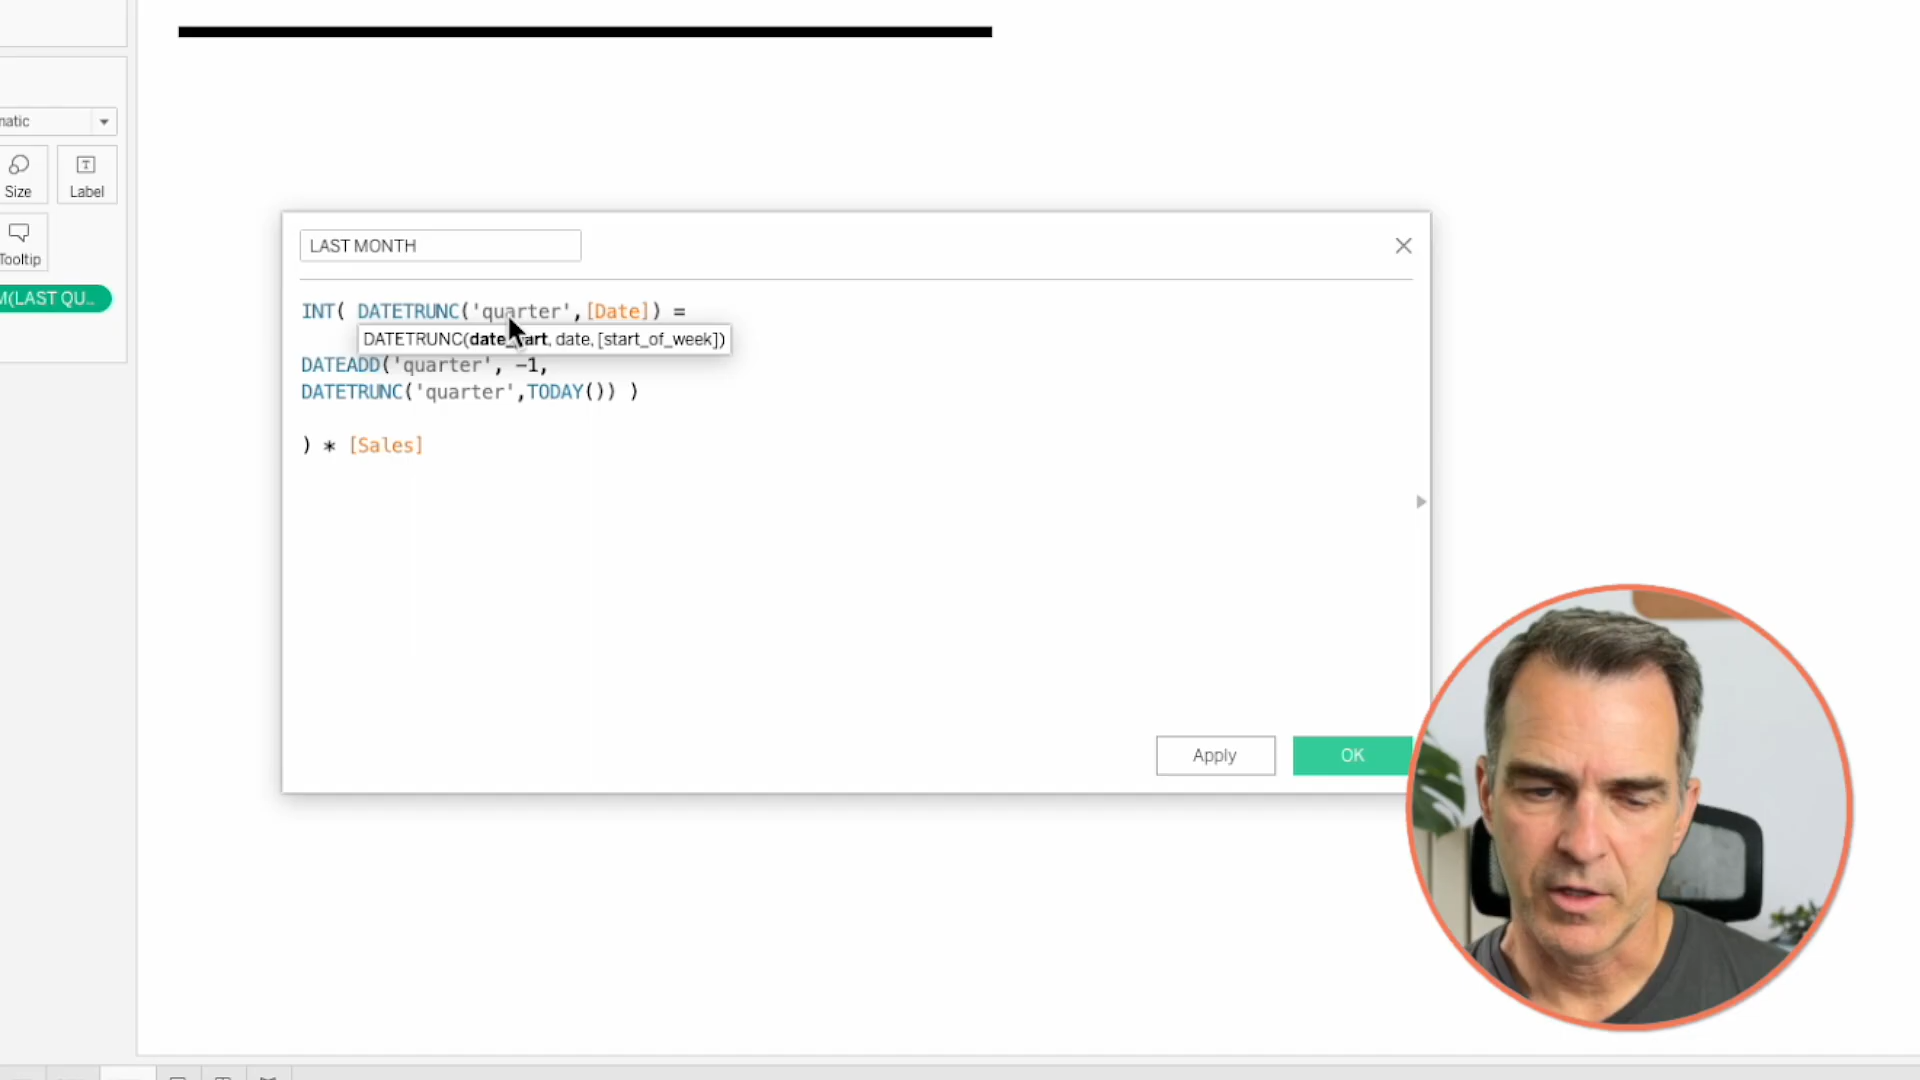 matic
Size
Label
Tooltip
M(LAST QU...
LAST MONTH
INT( DATETRUNC('quarter',[Date]) =
DATETRUNC(date_part, date, [start_of_week])
DATEADD('quarter', -1,
DATETRUNC('quarter',TODAY()) )
) * [Sales]
Apply
OK